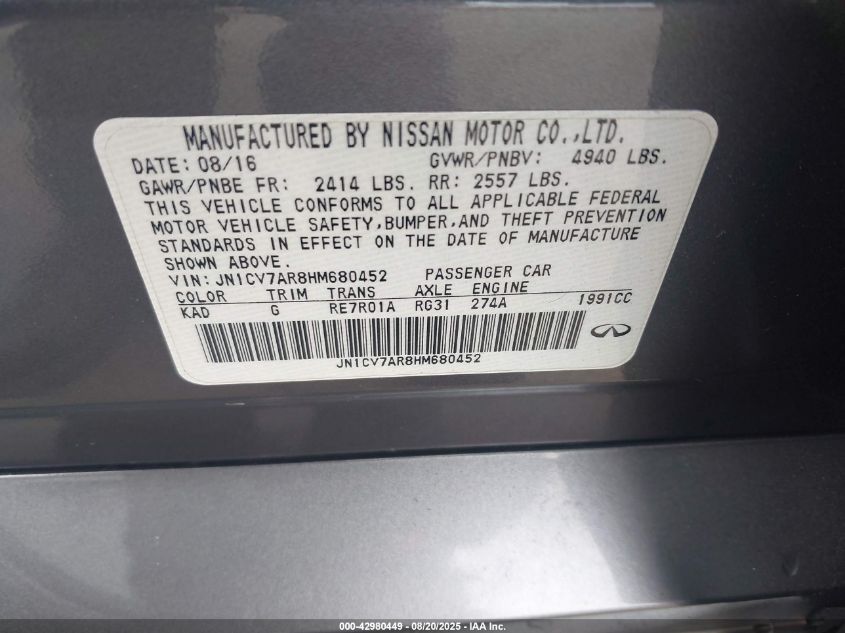 MANUFACTURED BY NISSAN MOTOR CO.,LTD.
DATE: 08/16 GVWR/PNBV: 4940 LBS.
GAWR/PNBE FR: 2414 LBS. RR: 2557 LBS.
THIS VEHICLE CONFORMS TO ALL APPLICABLE FEDERAL
MOTOR VEHICLE SAFETY,BUMPER,AND THEFT PREVENTION
STANDARDS IN EFFECT ON THE DATE OF MANUFACTURE
SHOWN ABOVE.
VIN: JN1CV7AR8HM680452 PASSENGER CAR
COLOR TRIM TRANS AXLE ENGINE
KAD G RE7R01A RG31 274A 1991CC
JN1CV7AR8HM680452
000-42980449 - 08/20/2025 - IAA Inc.